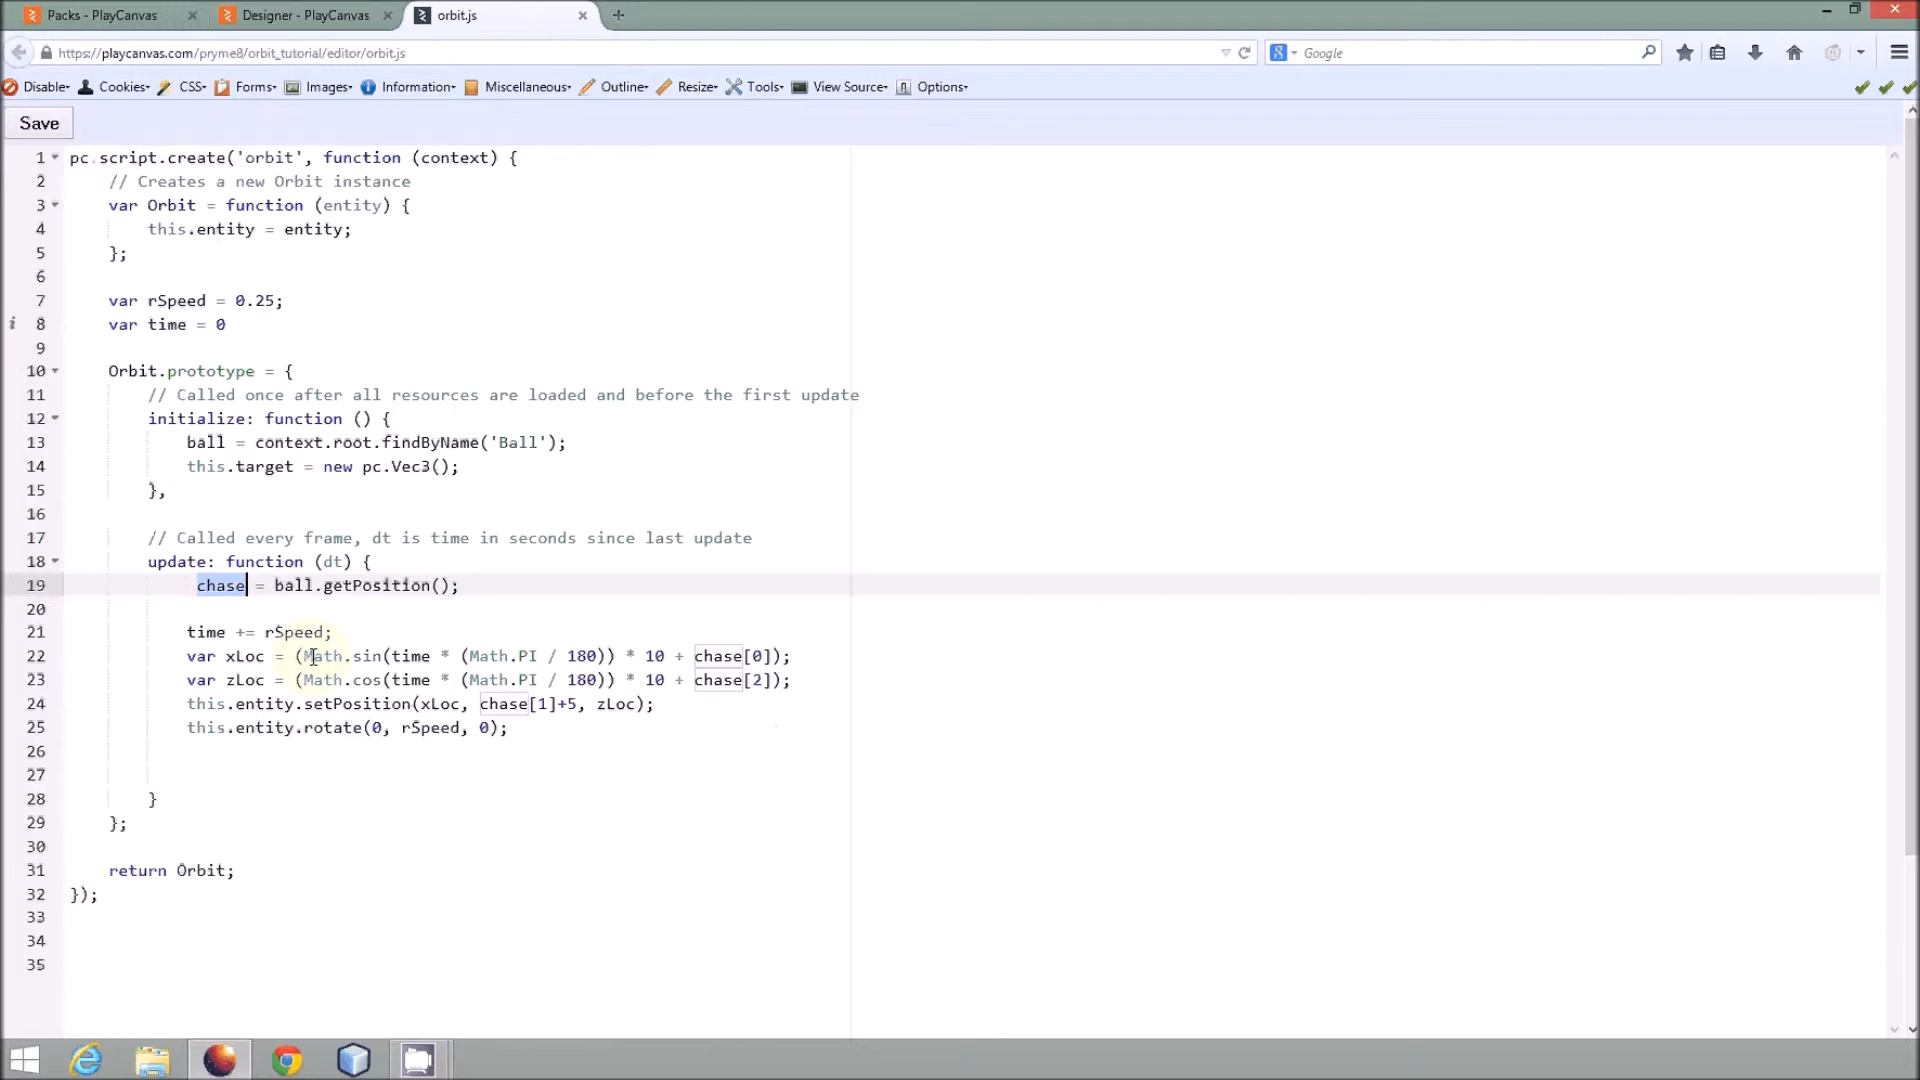 Packs - PlayCanvas
Designer - PlayCanvas
orbit.js
https://playcanvas.com/pryme8/orbit_tutorial/editor/orbit.js
Google
Disable Cookies CSS Forms Images Information Miscellaneous Outline Resize Tools View Source Options
Save
1 pc.script.create('orbit', function (context) {
2 // Creates a new Orbit instance
3 var Orbit = function (entity) {
4 this.entity = entity;
5 };
6
7 var rSpeed = 0.25;
8 var time = 0
9
10 Orbit.prototype = {
11 // Called once after all resources are loaded and before the first update
12 initialize: function () {
13 ball = context.root.findByName('Ball');
14 this.target = new pc.Vec3();
15 },
16
17 // Called every frame, dt is time in seconds since last update
18 update: function (dt) {
19 chase = ball.getPosition();
20
21 time += rSpeed;
22 var xLoc = (Math.sin(time * (Math.PI / 180)) * 10 + chase[0]);
23 var zLoc = (Math.cos(time * (Math.PI / 180)) * 10 + chase[2]);
24 this.entity.setPosition(xLoc, chase[1]+5, zLoc);
25 this.entity.rotate(0, rSpeed, 0);
26
27
28 }
29 };
30
31 return Orbit;
32 });
33
34
35